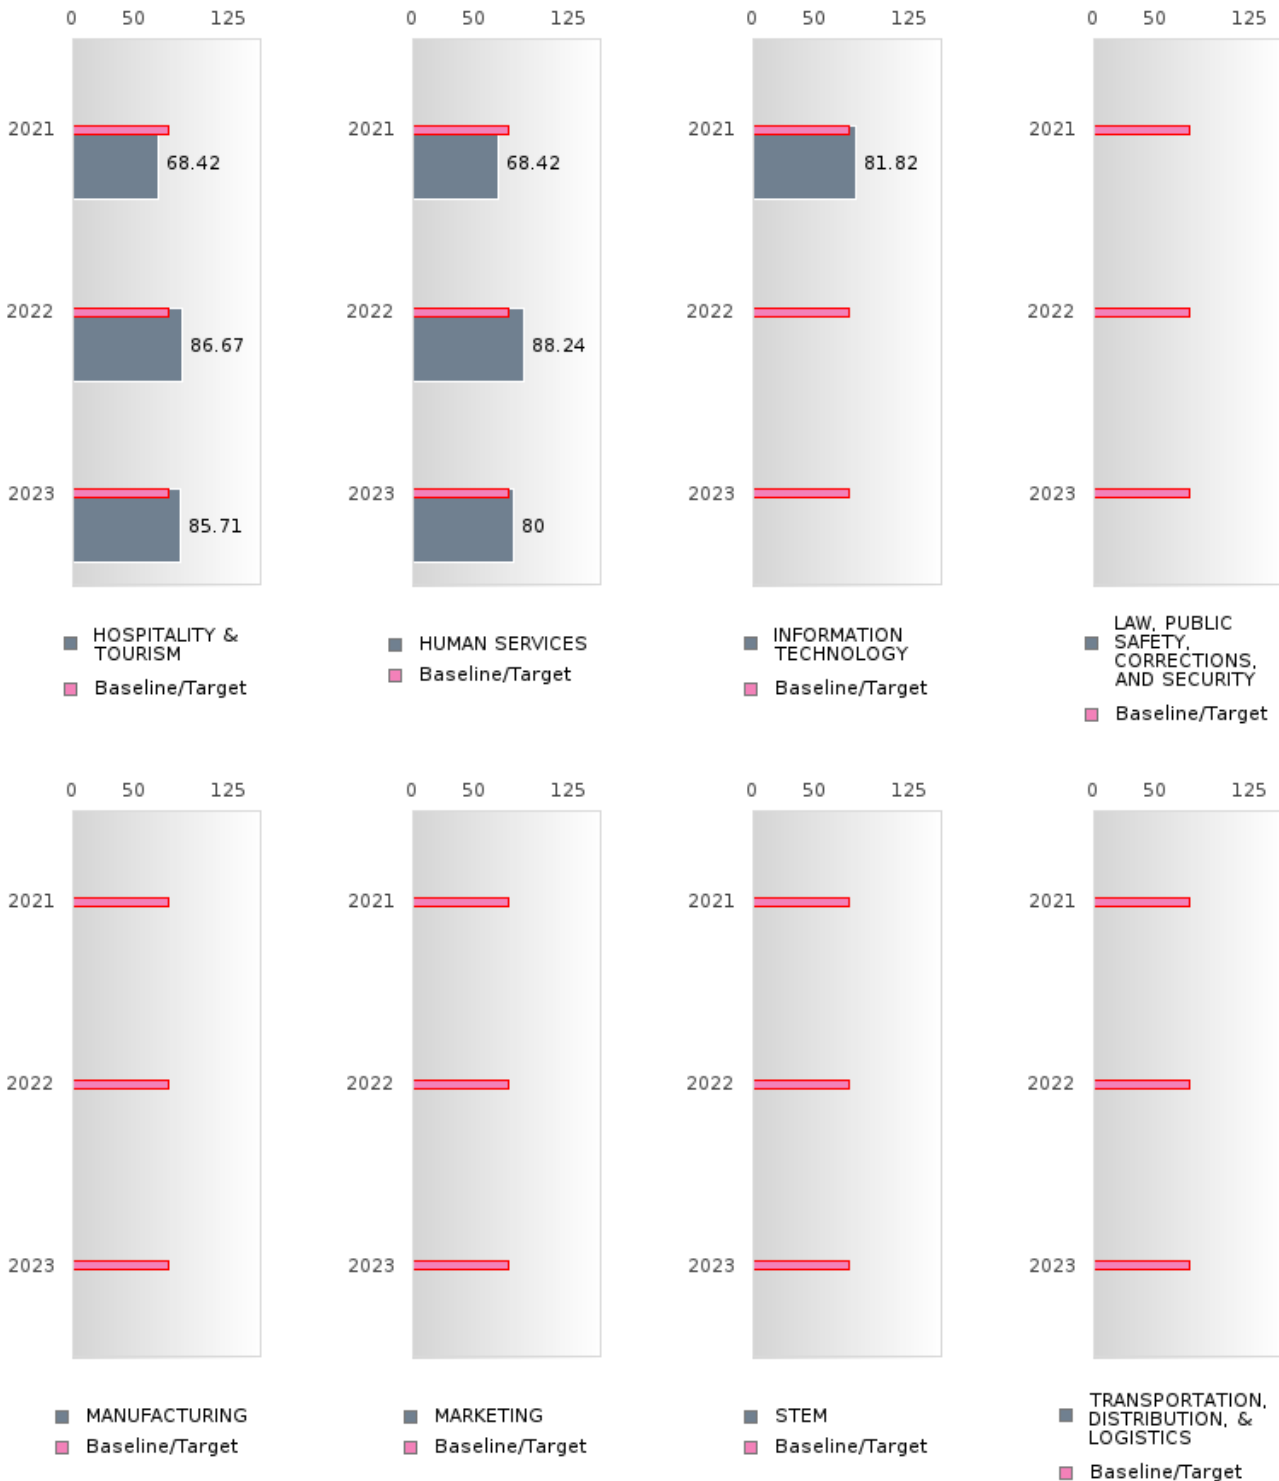 0 50 125
0 50 125
0 50 125
0 50 125
2021 68.42
2021 68.42
2021 81.82
2021
2022 86.67
2022 88.24
2022
2022
2023 85.71
2023 80
2023
2023
HOSPITALITY &
TOURISM
Baseline/Target
HUMAN SERVICES
Baseline/Target
INFORMATION
TECHNOLOGY
Baseline/Target
LAW, PUBLIC
SAFETY,
CORRECTIONS,
AND SECURITY
Baseline/Target
0 50 125
0 50 125
0 50 125
0 50 125
2021
2021
2021
2021
2022
2022
2022
2022
2023
2023
2023
2023
MANUFACTURING
Baseline/Target
MARKETING
Baseline/Target
STEM
Baseline/Target
TRANSPORTATION,
DISTRIBUTION, &
LOGISTICS
Baseline/Target